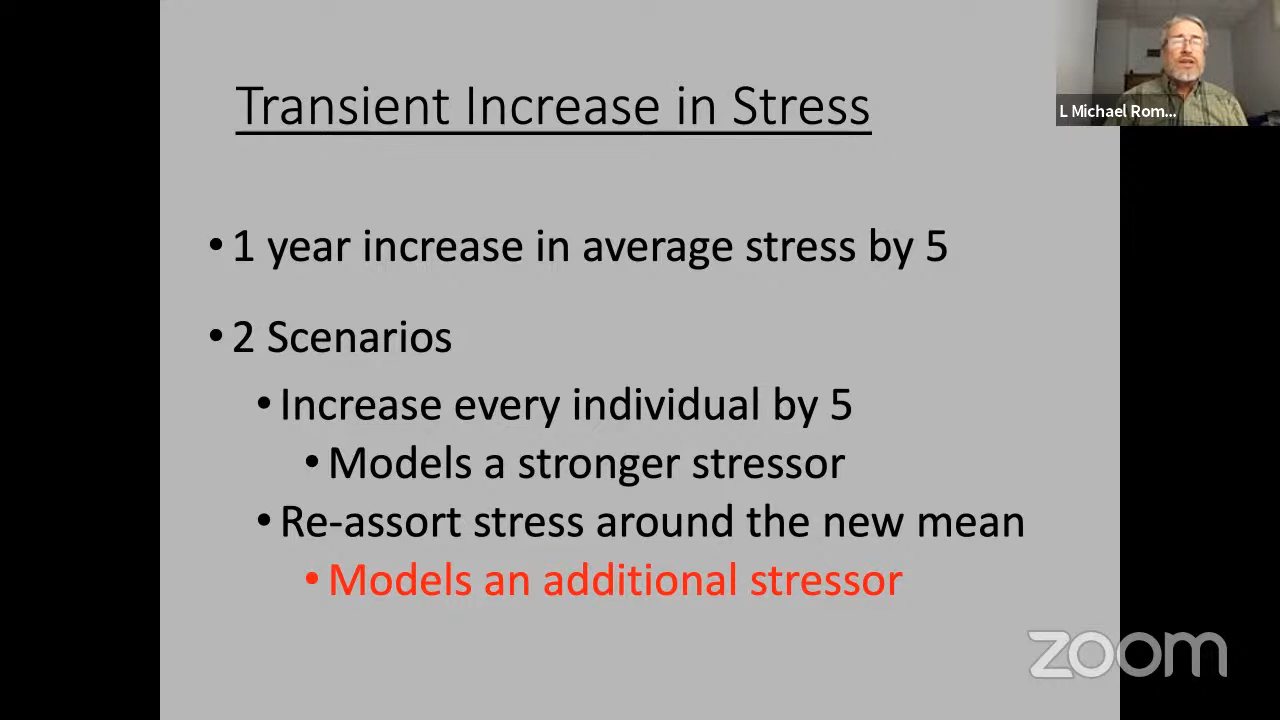 Transient Increase in Stress
L Michael Rom...
• 1 year increase in average stress by 5
• 2 Scenarios
• Increase every individual by 5
• Models a stronger stressor
• Re-assort stress around the new mean
• Models an additional stressor
zoom